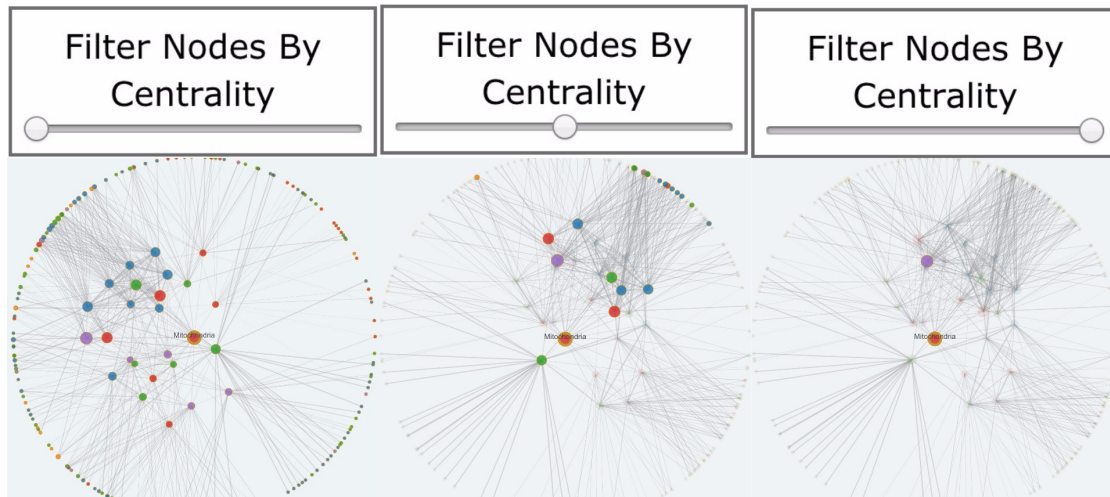 Filter Nodes By
Centrality
Filter Nodes By
Centrality
Filter Nodes By
Centrality
Mitochondria
Mitochondria
Mitochondria